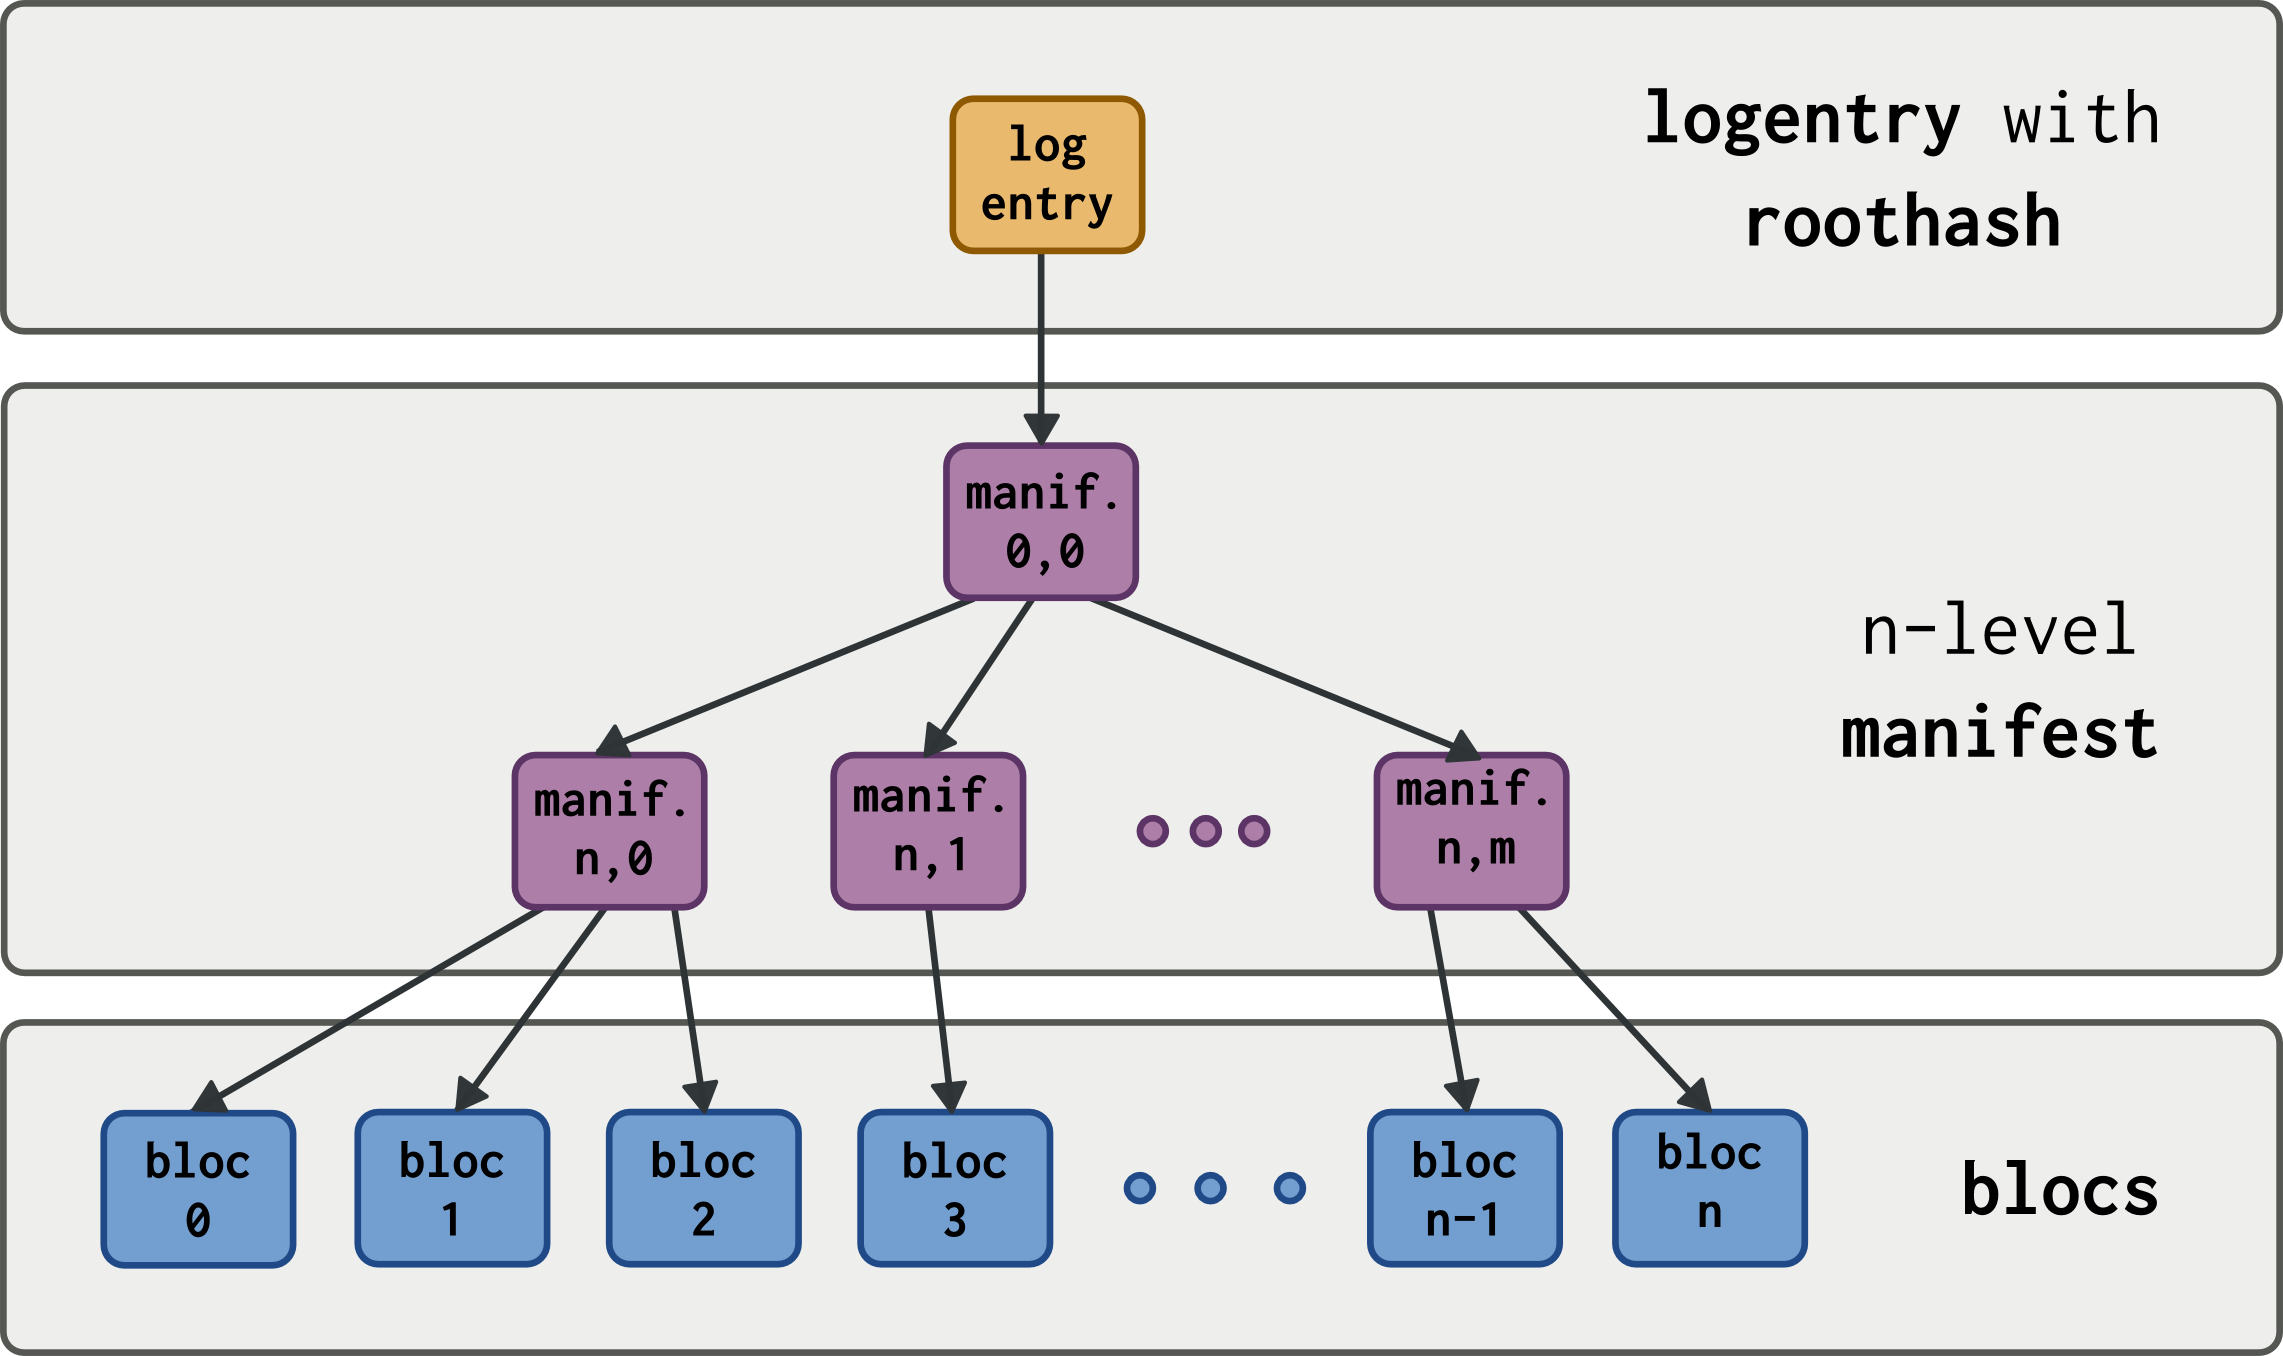 log
entry
logentry with
roothash
manif.
0,0
n-level
manifest
manif.
n,0
manif.
n,1
manif.
n,m
bloc
0
bloc
1
bloc
2
bloc
3
bloc
n-1
bloc
n
blocs